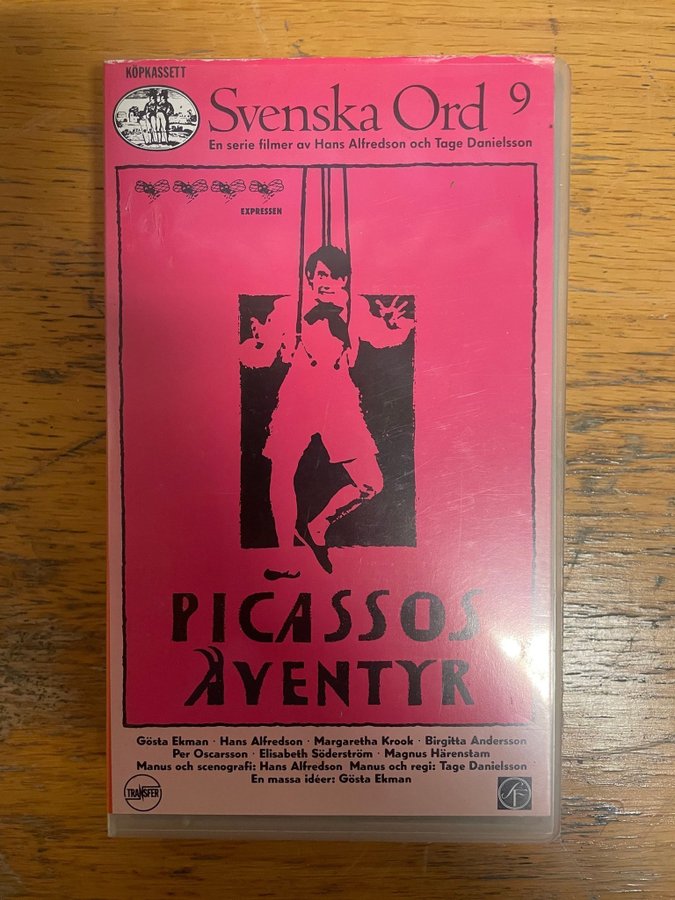 KÖPKASSETT
Svenska Ord 9
En serie filmer av Hans Alfredson och Tage Danielsson
EXPRESSEN
PICASSOS
ÄVENTYR
Gösta Ekman · Hans Alfredson · Margaretha Krook · Birgitta Andersson
Per Oscarsson · Elisabeth Söderström · Magnus Härenstam
Manus och scenografi: Hans Alfredson Manus och regi: Tage Danielsson
En massa idéer: Gösta Ekman
TRANSFER
SF